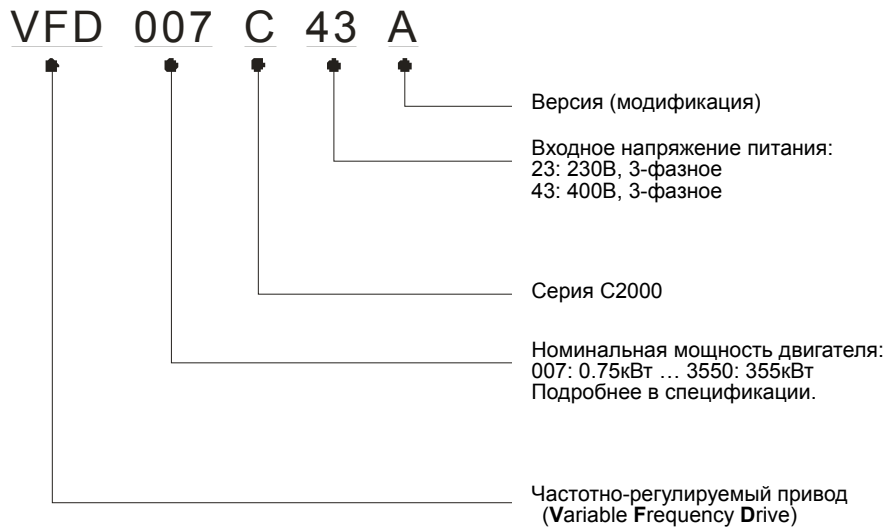 VFD 007 C 43 A
Версия (модификация)
Входное напряжение питания:
23: 230В, 3-фазное
43: 400В, 3-фазное
Серия С2000
Номинальная мощность двигателя:
007: 0.75кВт … 3550: 355кВт
Подробнее в спецификации.
Частотно-регулируемый привод
(Variable Frequency Drive)